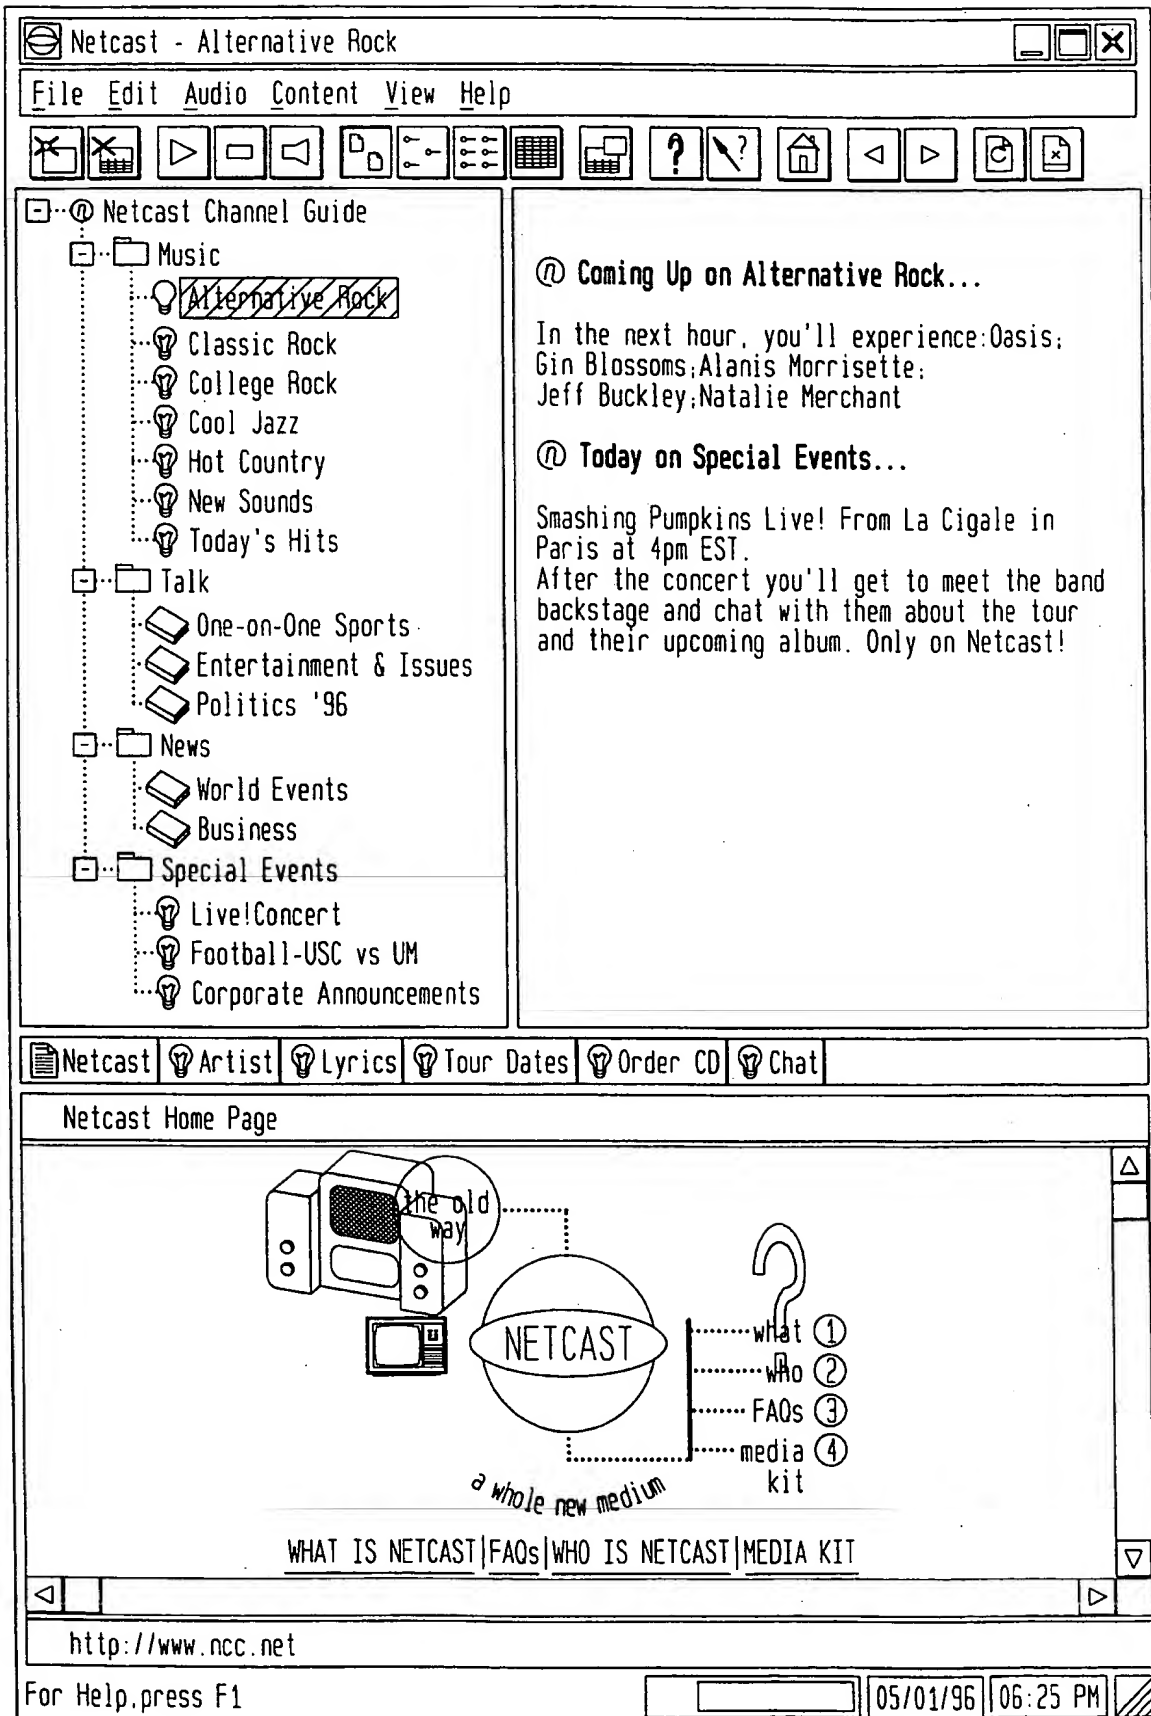 Netcast - Alternative Rock
File Edit Audio Content View Help
Netcast Channel Guide
Music
Alternative Rock
Classic Rock
College Rock
Cool Jazz
Hot Country
New Sounds
Today's Hits
Talk
One-on-One Sports
Entertainment & Issues
Politics '96
News
World Events
Business
Special Events
Live!Concert
Football-USC vs UM
Corporate Announcements
Coming Up on Alternative Rock...
In the next hour, you'll experience:Oasis;
Gin Blossoms;Alanis Morrisette;
Jeff Buckley;Natalie Merchant
Today on Special Events...
Smashing Pumpkins Live! From La Cigale in
Paris at 4pm EST.
After the concert you'll get to meet the band
backstage and chat with them about the tour
and their upcoming album. Only on Netcast!
Netcast Artist Lyrics Tour Dates Order CD Chat
Netcast Home Page
the old
way
NETCAST
what 1
who 2
FAQs 3
media 4
kit
a whole new medium
WHAT IS NETCAST|FAQs|WHO IS NETCAST|MEDIA KIT
http://www.ncc.net
For Help,press F1 05/01/96 06:25 PM